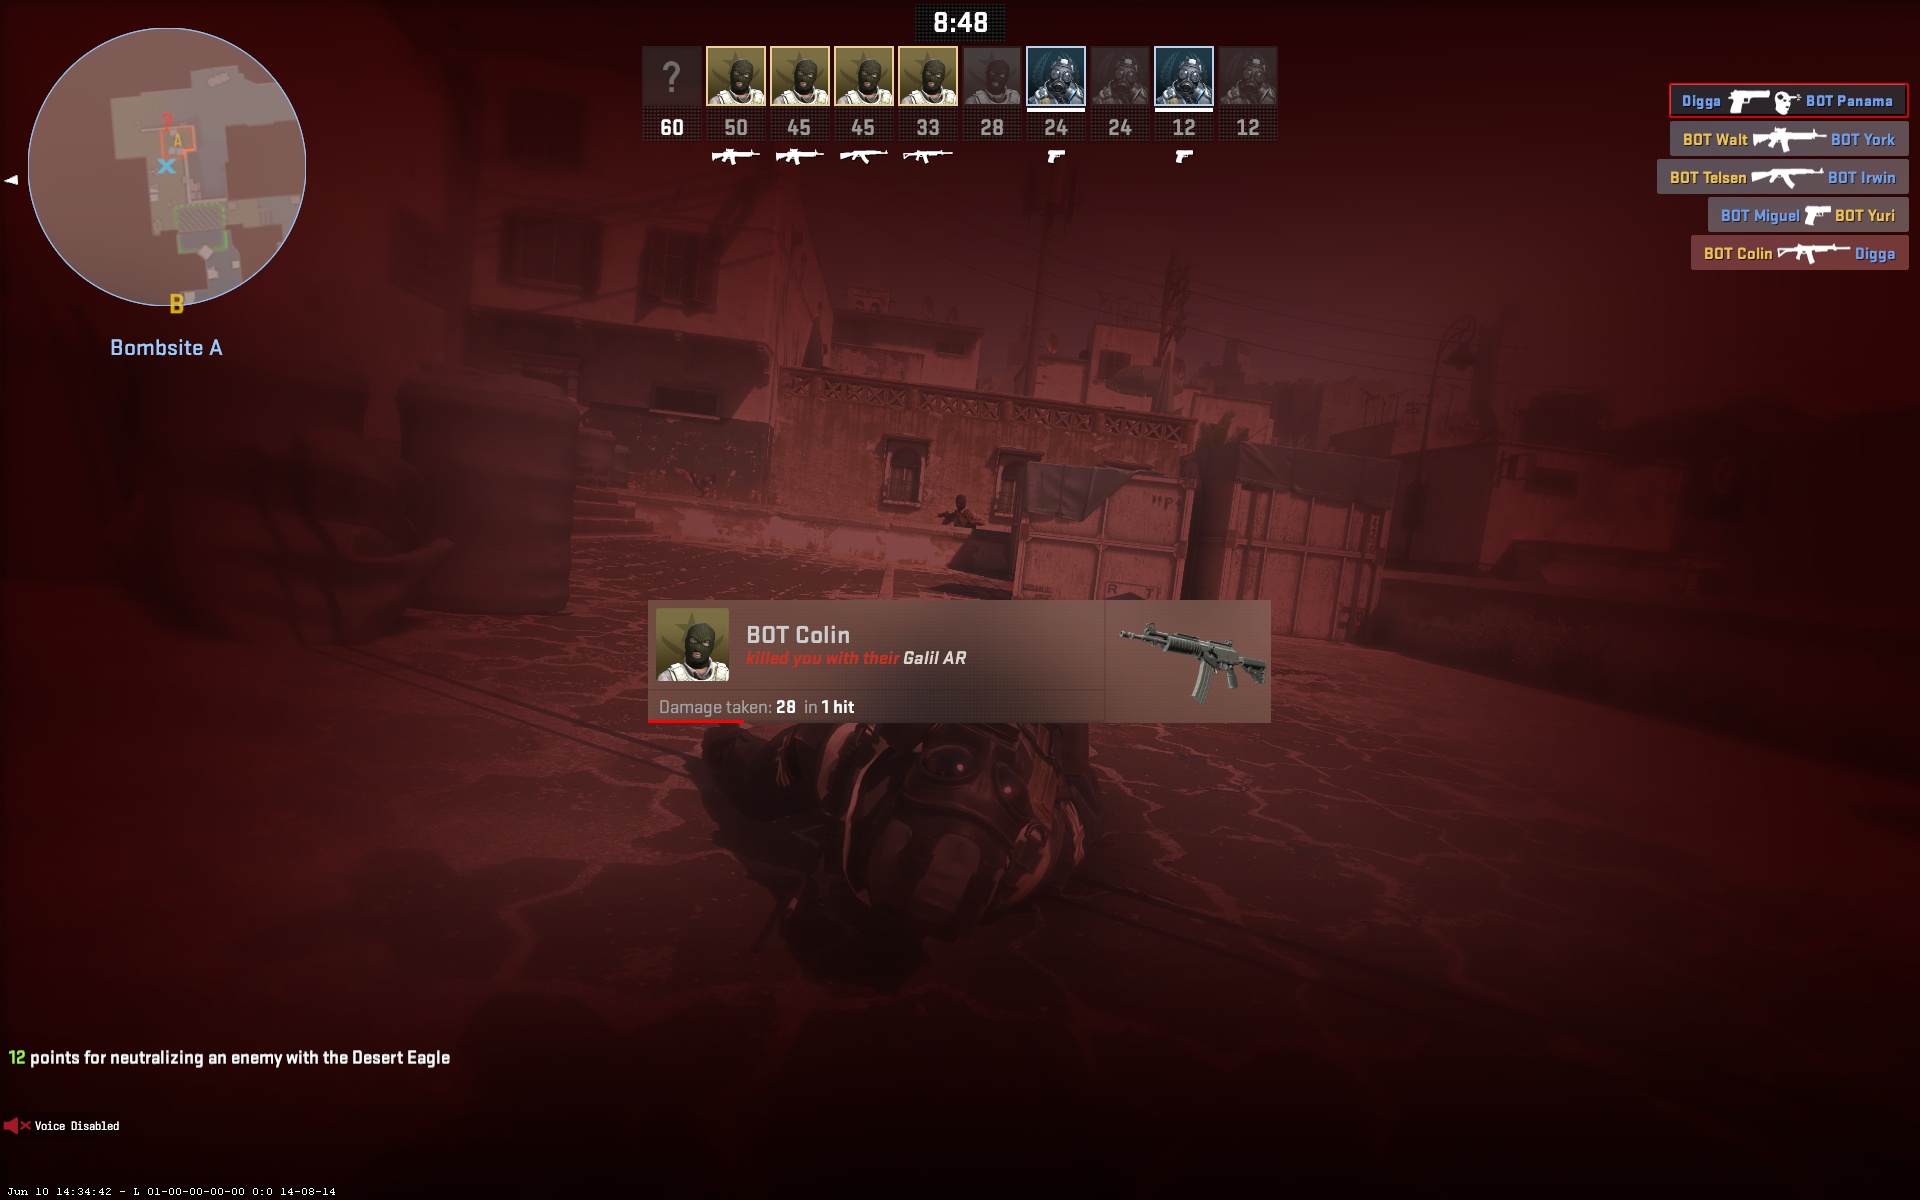 8:48
?
60 50 45 45 33 28 24 24 12 12
Digga BOT Panama
BOT Walt BOT York
BOT Telsen BOT Irwin
BOT Miguel BOT Yuri
BOT Colin Digga
?
A
B
Bombsite A
BOT Colin
killed you with their Galil AR
Damage taken: 28 in 1 hit
12 points for neutralizing an enemy with the Desert Eagle
Voice Disabled
Jun 10 14:34:42 - L 01-00-00-00-00 0:0 14-08-14